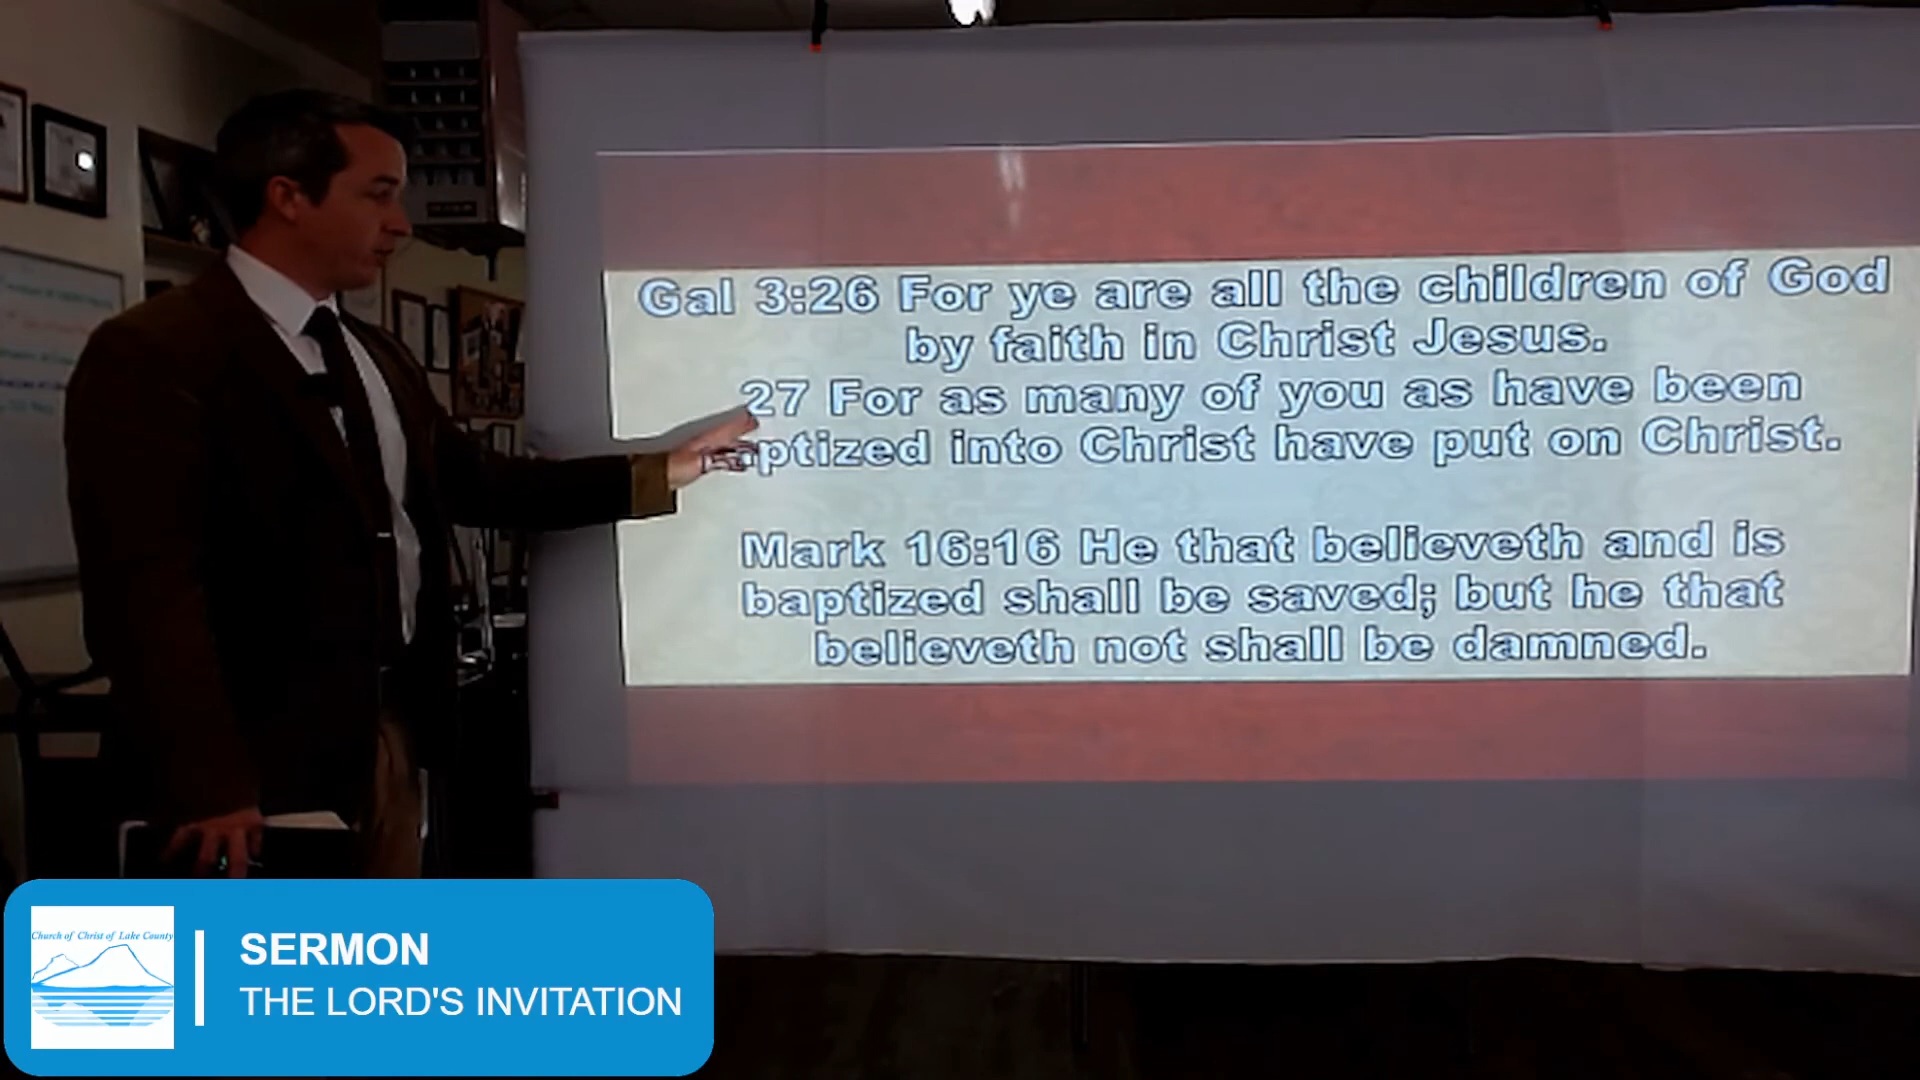 Gal 3:26 For ye are all the children of God
by faith in Christ Jesus.
27 For as many of you as have been
ptized into Christ have put on Christ.
Mark 16:16 He that believeth and is
baptized shall be saved; but he that
believeth not shall be damned.
Church of Christ of Lake County
SERMON
THE LORD'S INVITATION